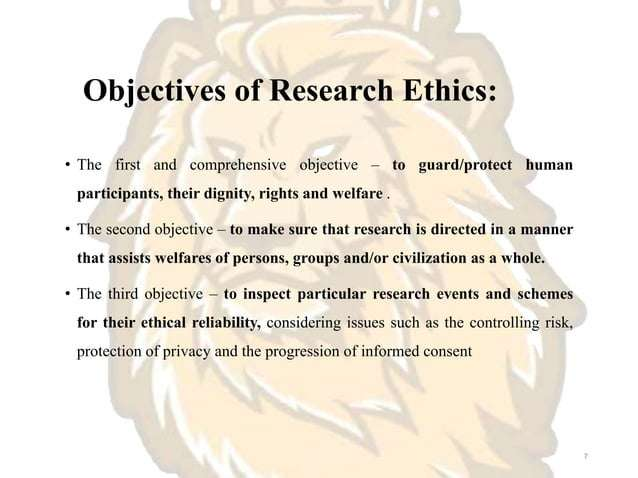 Objectives of Research Ethics:
• The first and comprehensive objective – to guard/protect human
participants, their dignity, rights and welfare .
• The second objective – to make sure that research is directed in a manner
that assists welfares of persons, groups and/or civilization as a whole.
• The third objective – to inspect particular research events and schemes
for their ethical reliability, considering issues such as the controlling risk,
protection of privacy and the progression of informed consent
7